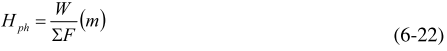 H_ph = W / ΣF (m) (6-22)